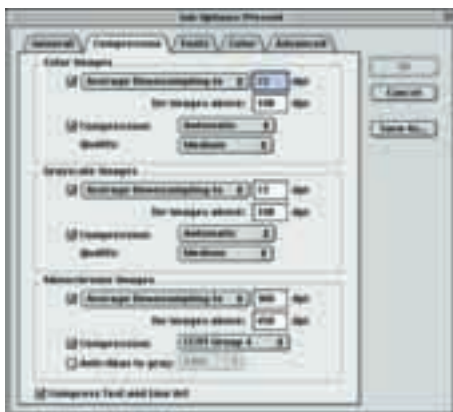 Job Options:
General Compression Fonts Color Advanced
Color Images
Average Downsampling to 72 dpi
for images above: 108 dpi
Compression: Automatic
Quality: Medium
Cancel
Save As...
Grayscale Images
Average Downsampling to 72 dpi
for images above: 108 dpi
Compression: Automatic
Quality: Medium
Monochrome Images
Average Downsampling to 300 dpi
for images above: 450 dpi
Compression: CCITT Group 4
Anti-alias to gray:
Compress Text and Line Art